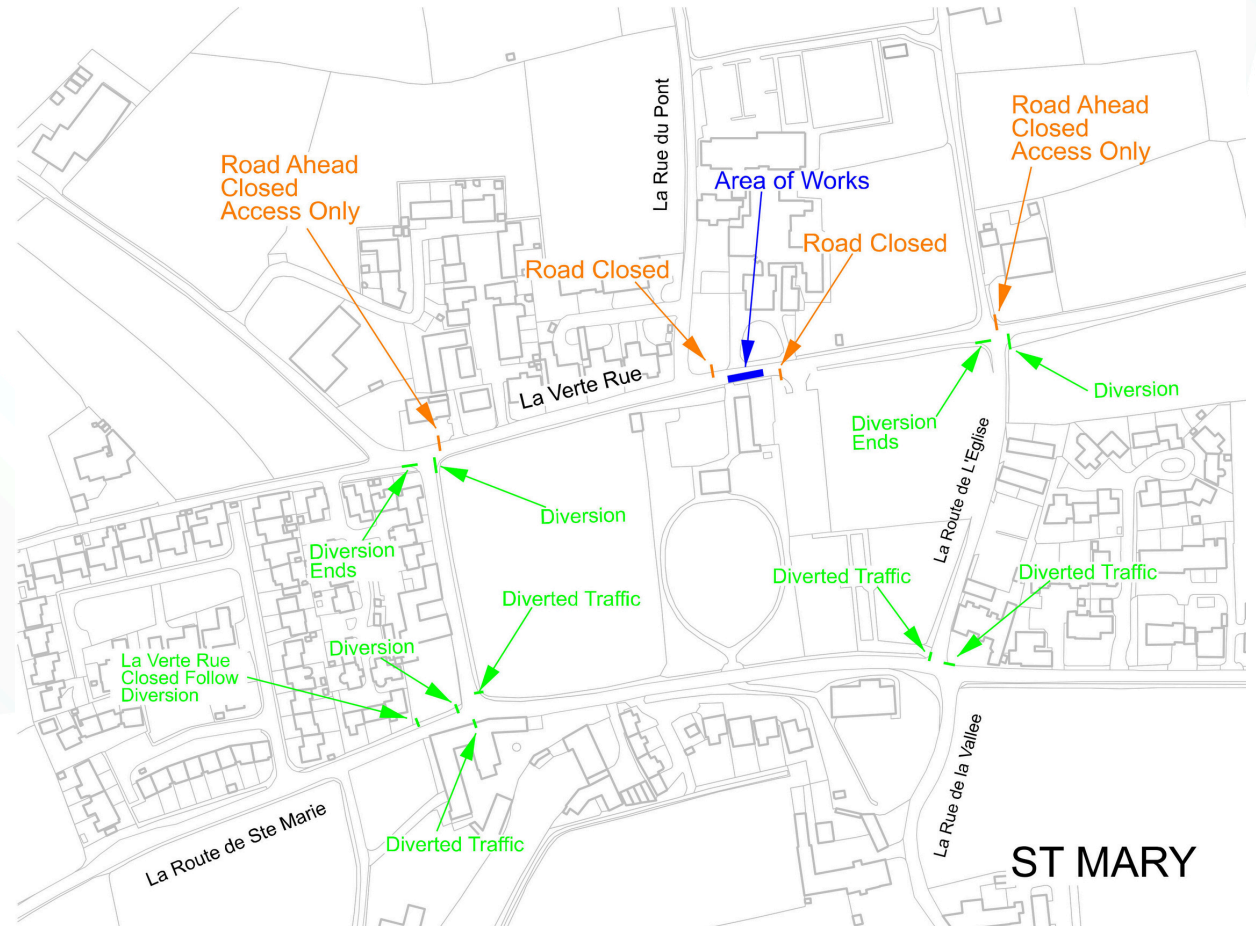 La Rue du Pont
Road Ahead
Closed
Access Only
Road Ahead
Closed
Access Only
Area of Works
Road Closed
Road Closed
La Verte Rue
Diversion
Diversion
Ends
La Route de L'Eglise
Diversion
Diversion
Ends
Diverted Traffic
Diverted Traffic
Diverted Traffic
Diversion
La Verte Rue
Closed Follow
Diversion
La Rue de la Vallee
La Route de Ste Marie
Diverted Traffic
ST MARY